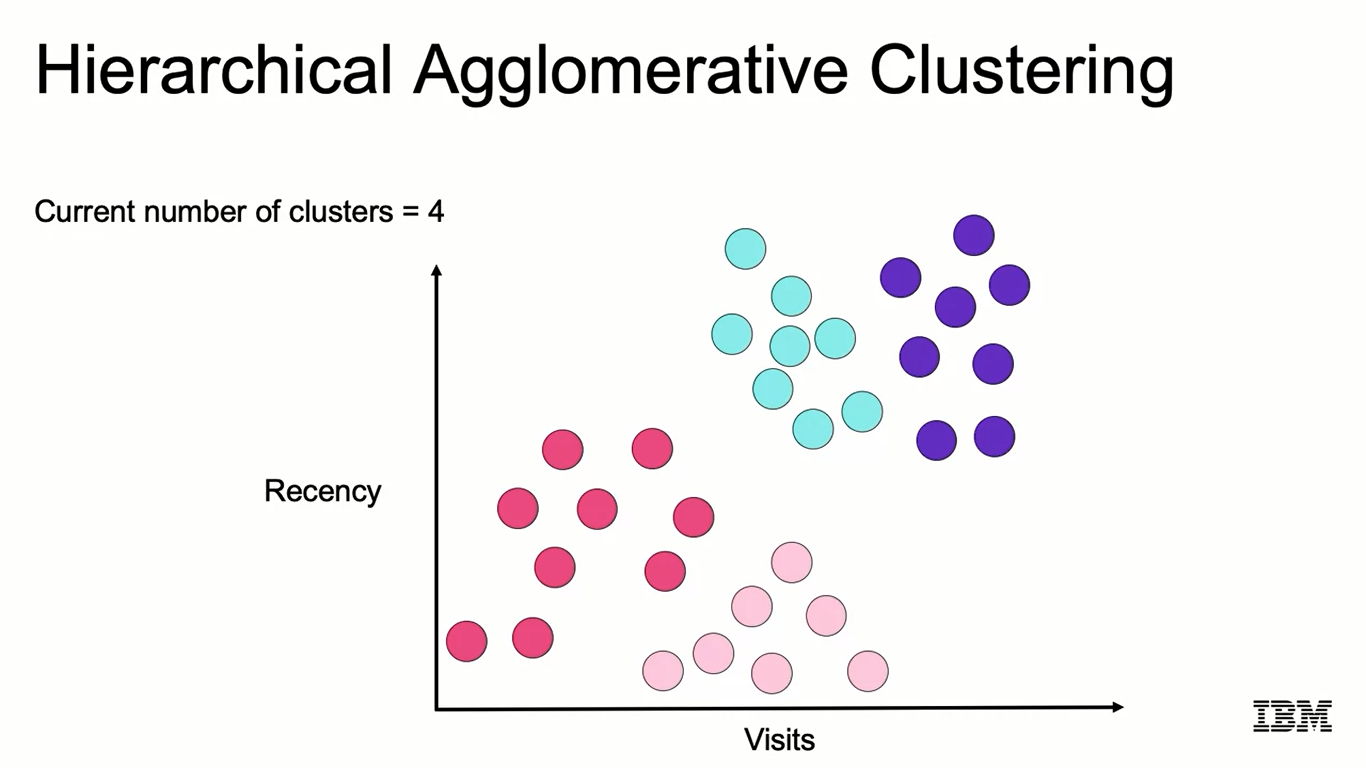 Hierarchical Agglomerative Clustering
Current number of clusters = 4
Recency
Visits
IBM